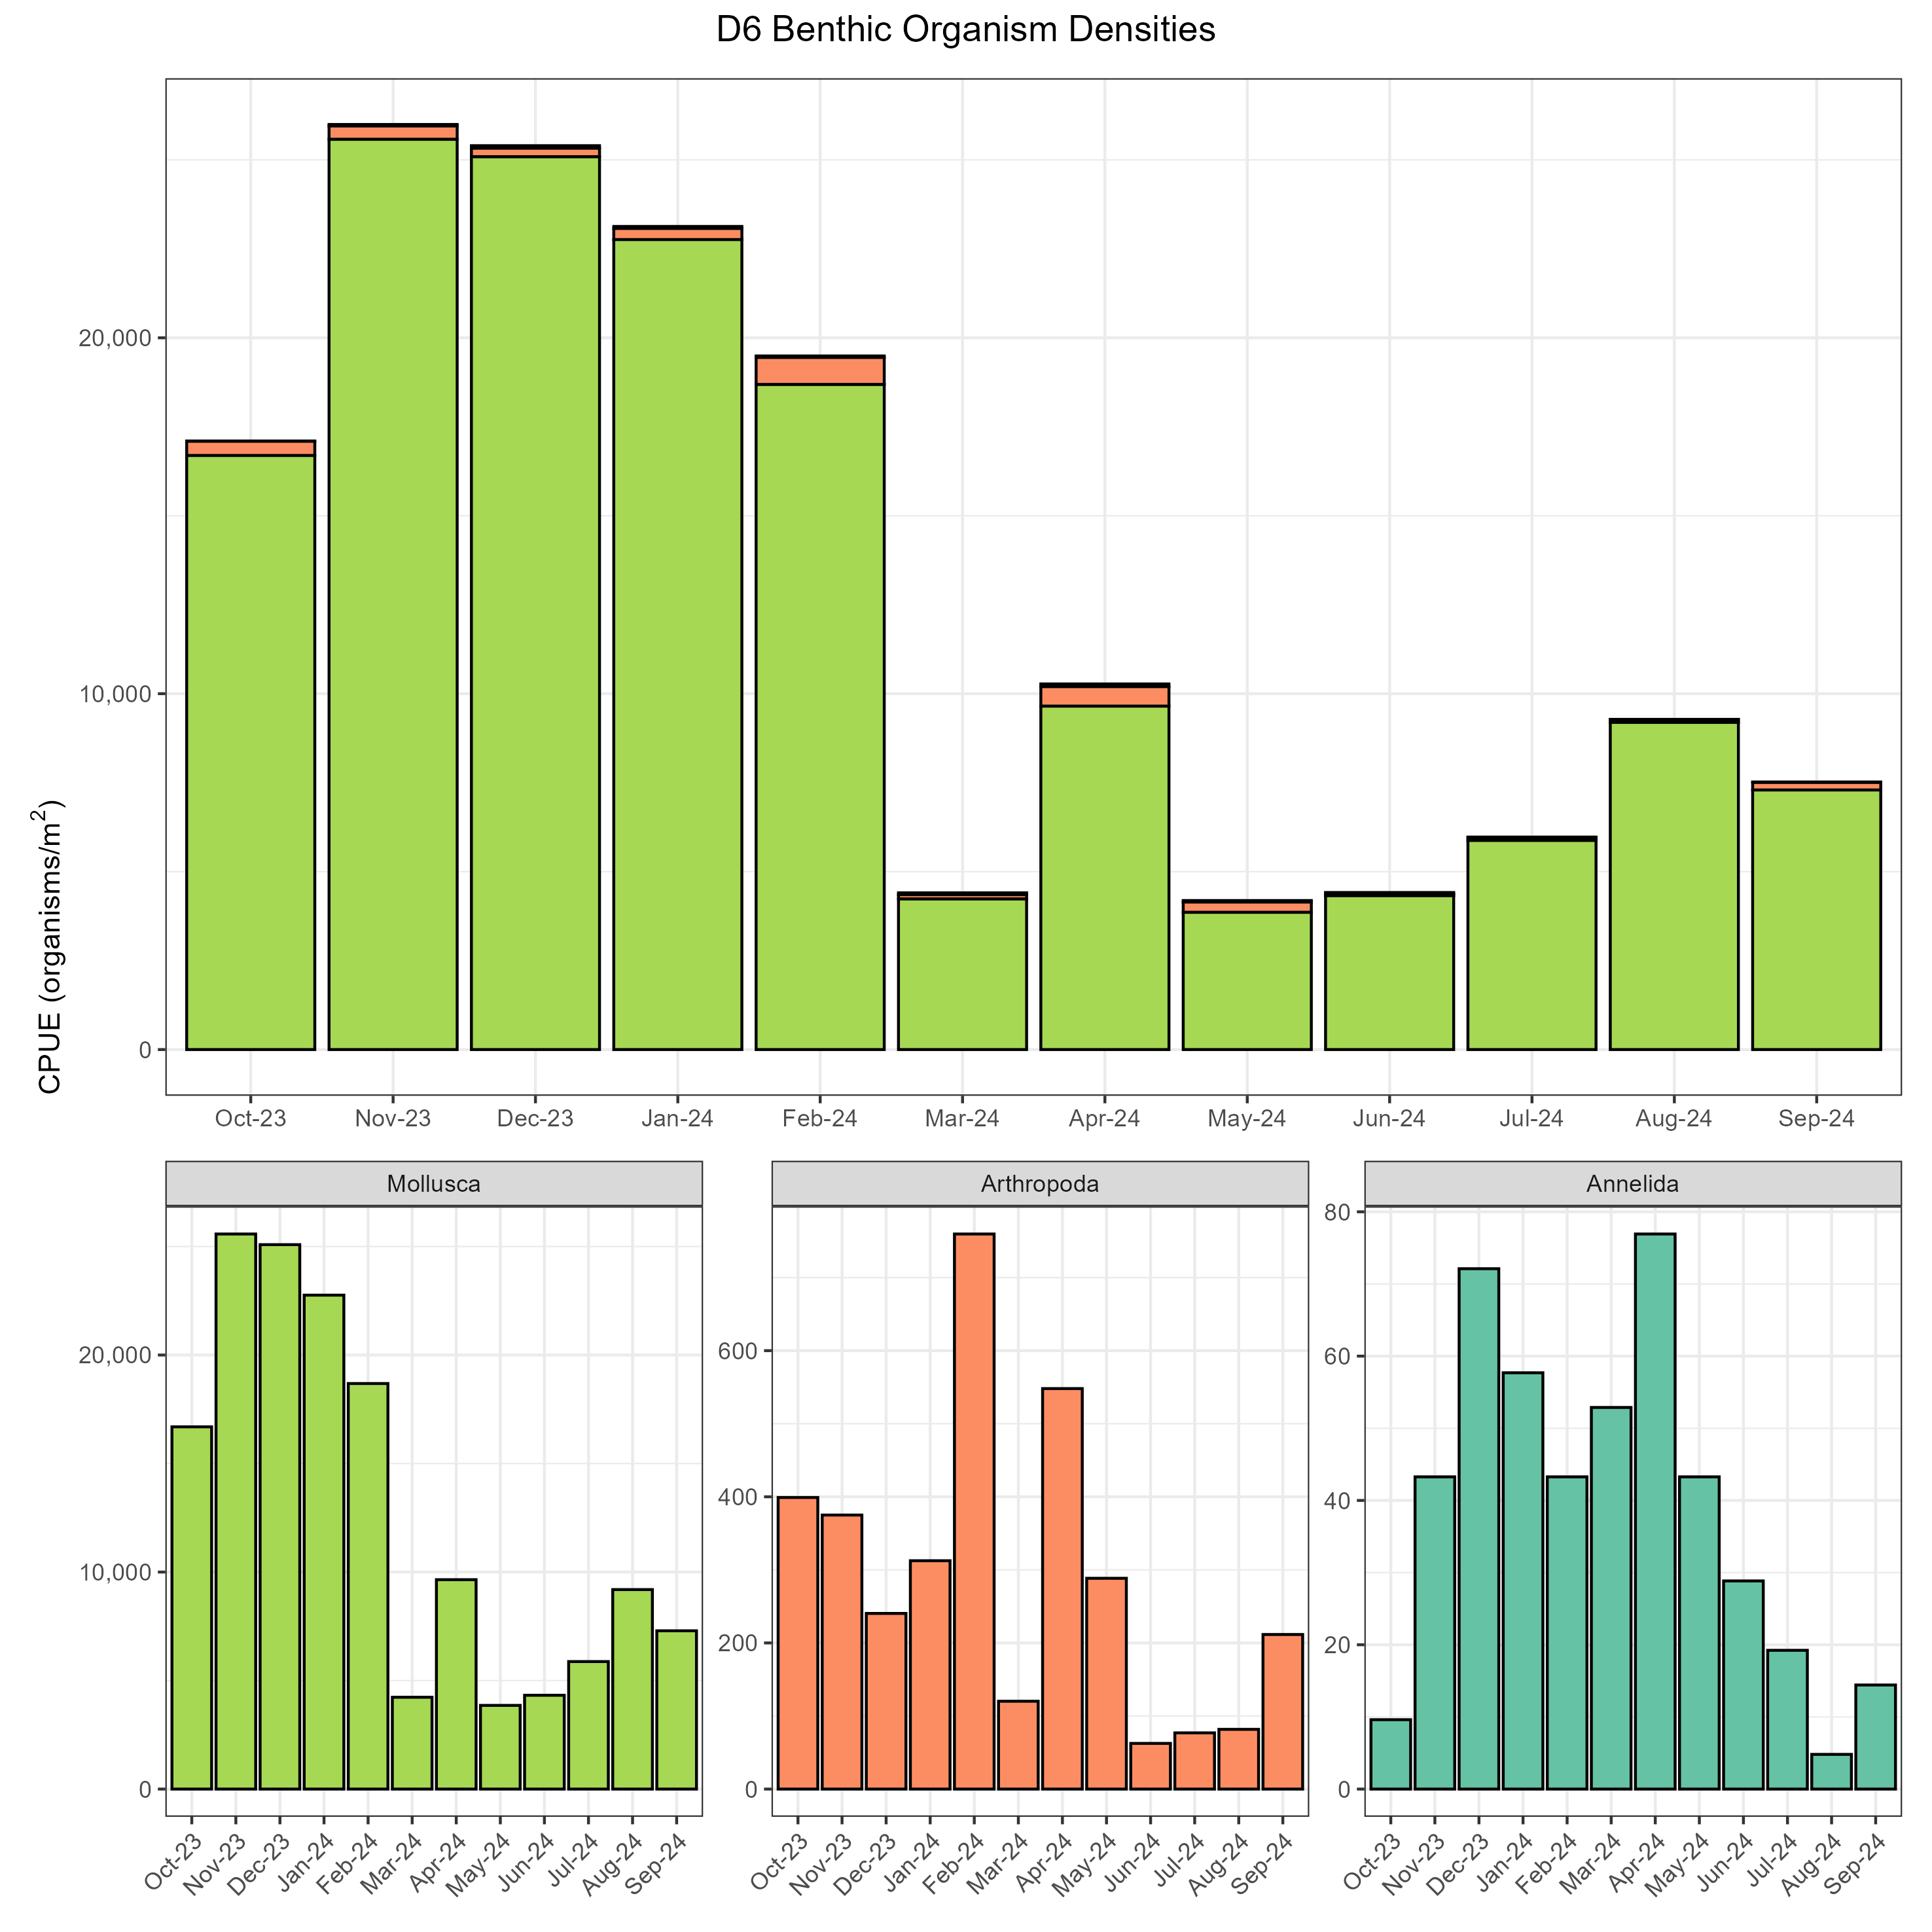 D6 Benthic Organism Densities
CPUE (organisms/m²)
20,000
10,000
0
Oct-23 Nov-23 Dec-23 Jan-24 Feb-24 Mar-24 Apr-24 May-24 Jun-24 Jul-24 Aug-24 Sep-24
Mollusca
20,000
10,000
0
Oct-23 Nov-23 Dec-23 Jan-24 Feb-24 Mar-24 Apr-24 May-24 Jun-24 Jul-24 Aug-24 Sep-24
Arthropoda
600
400
200
0
Oct-23 Nov-23 Dec-23 Jan-24 Feb-24 Mar-24 Apr-24 May-24 Jun-24 Jul-24 Aug-24 Sep-24
Annelida
80
60
40
20
0
Oct-23 Nov-23 Dec-23 Jan-24 Feb-24 Mar-24 Apr-24 May-24 Jun-24 Jul-24 Aug-24 Sep-24